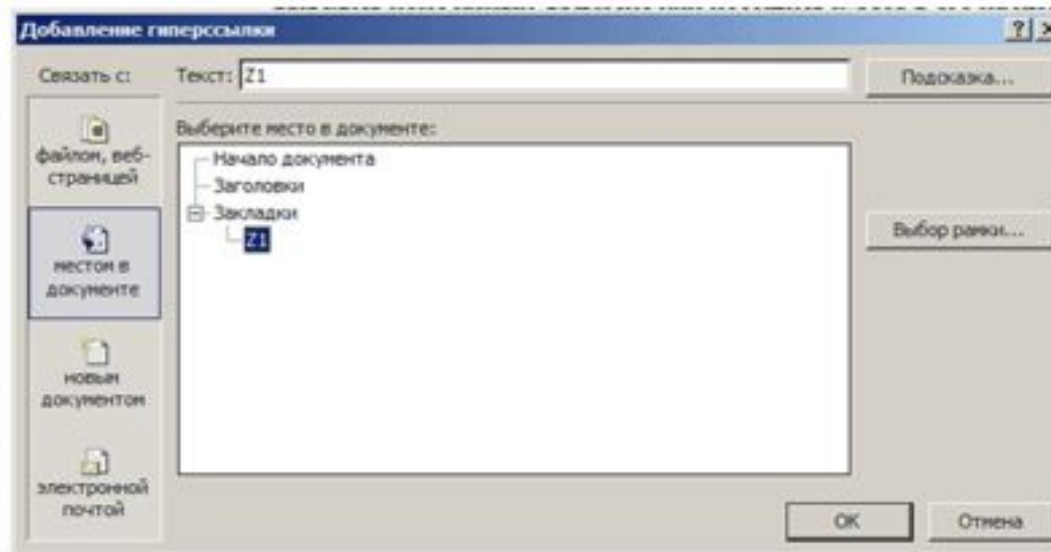 Добавление гиперссылки
Связать с:
Текст: Z1
Подсказка...
файлом, веб-
страницей
местом в
документе
новым
документом
электронной
почтой
Выберите место в документе:
Начало документа
Заголовки
Закладки
Z1
Выбор рамки...
OK
Отмена